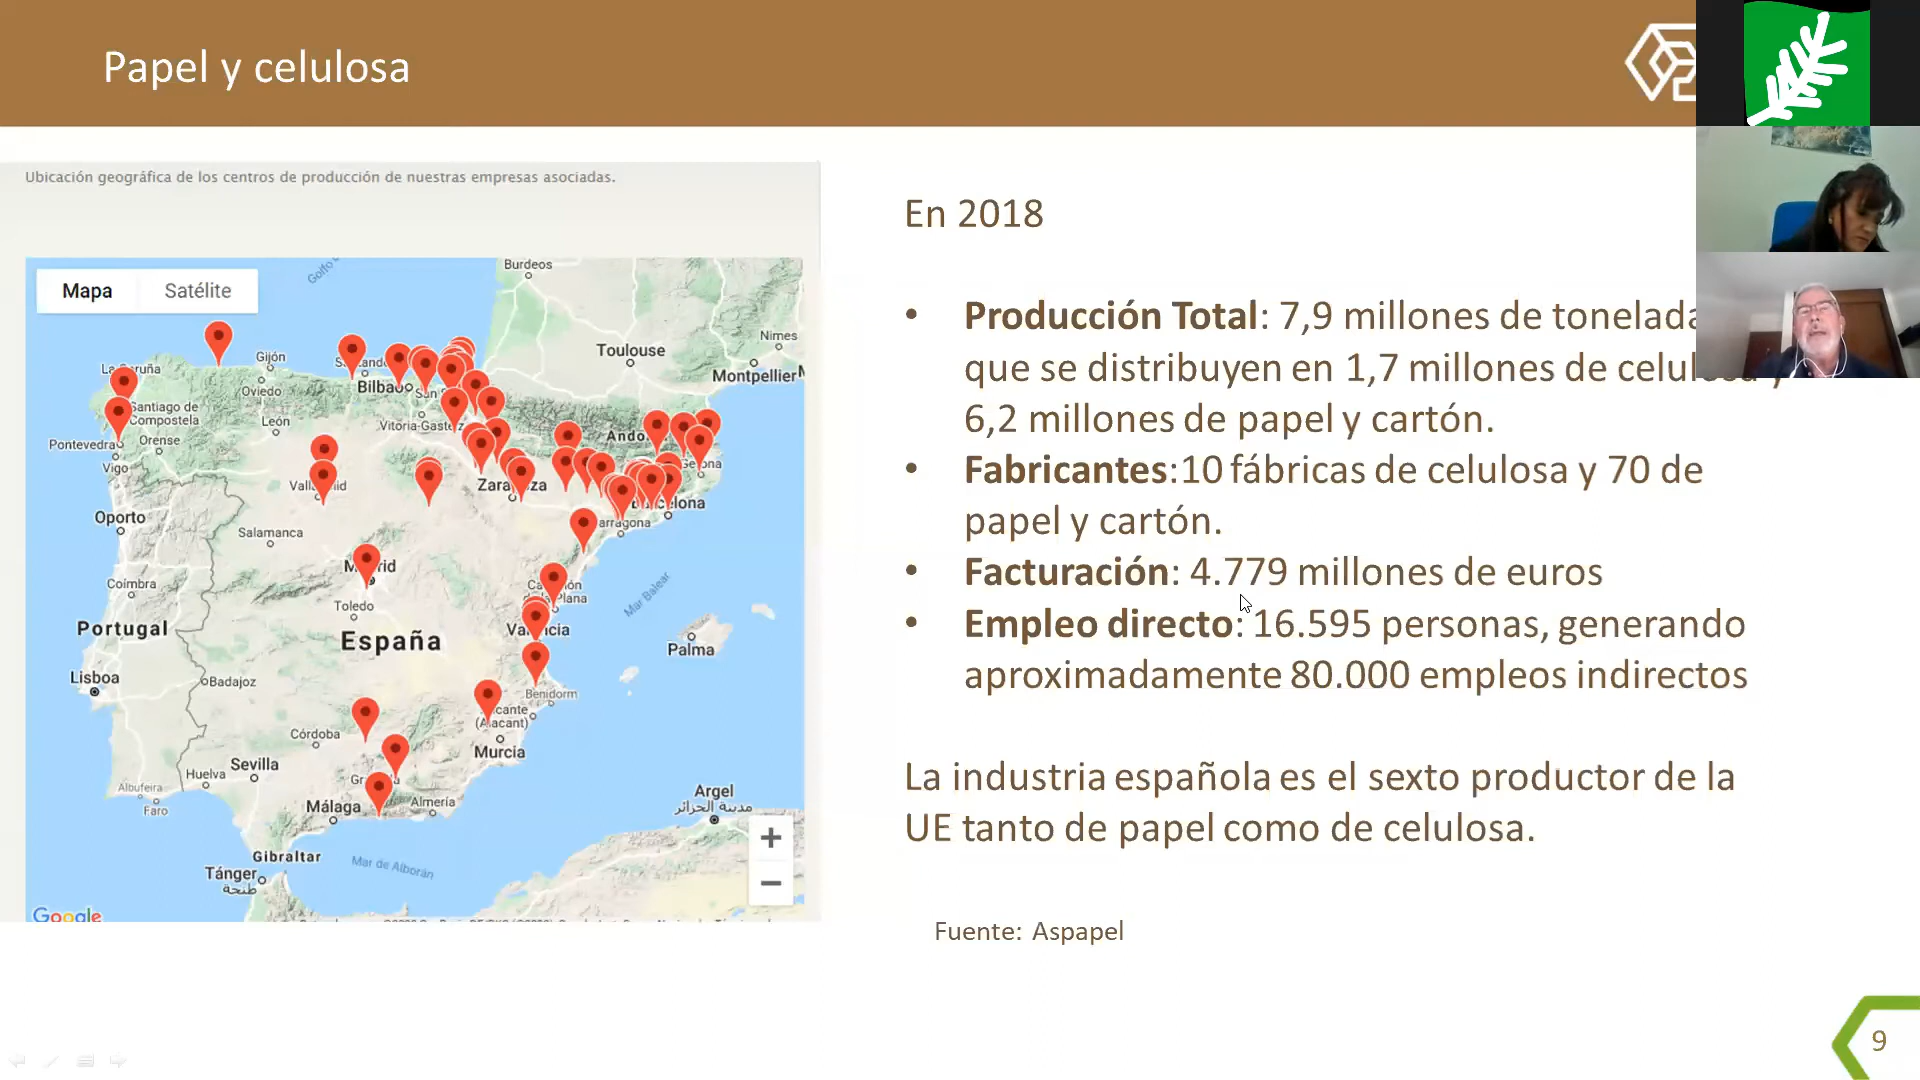 Papel y celulosa
Ubicación geográfica de los centros de producción de nuestras empresas asociadas.
Mapa Satélite
Burdeos
Nimes
Toulouse
Montpellier
Gijón
Bilbao
Oviedo
Santiago de
Compostela
León
Vitoria-Gasteiz
Pontevedra
Orense
Vigo
Oporto
Salamanca
Coímbra
Toledo
Mar Balear
Portugal
España
Palma
Lisboa
Badajoz
Benidorm
(Alacant)
Córdoba
Murcia
Sevilla
Huelva
Albufeira
Faro
Málaga
Almería
Argel
مدينة الجزائر
Gibraltar
Mar de Alborán
Tánger
طنجة
+
−
Google
En 2018
• Producción Total: 7,9 millones de tonelada
que se distribuyen en 1,7 millones de celulosa y
6,2 millones de papel y cartón.
• Fabricantes:10 fábricas de celulosa y 70 de
papel y cartón.
• Facturación: 4.779 millones de euros
• Empleo directo: 16.595 personas, generando
aproximadamente 80.000 empleos indirectos
La industria española es el sexto productor de la
UE tanto de papel como de celulosa.
Fuente: Aspapel
9